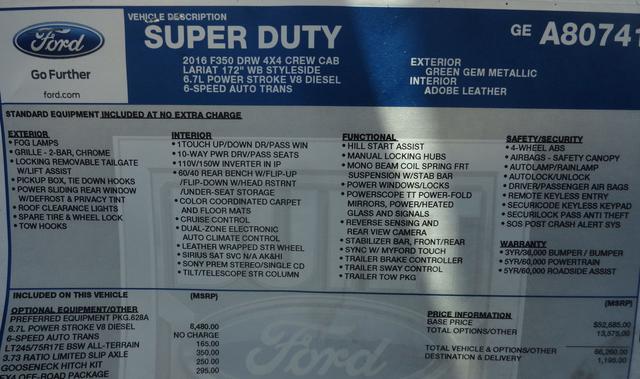 VEHICLE DESCRIPTION
Ford
SUPER DUTY
GE A8074
Go Further
ford.com
2016 F350 DRW 4X4 CREW CAB
LARIAT 172" WB STYLESIDE
6.7L POWER STROKE V8 DIESEL
6-SPEED AUTO TRANS
EXTERIOR
GREEN GEM METALLIC
INTERIOR
ADOBE LEATHER
STANDARD EQUIPMENT INCLUDED AT NO EXTRA CHARGE
EXTERIOR
• FOG LAMPS
• GRILLE - 2-BAR, CHROME
• LOCKING REMOVABLE TAILGATE
W/LIFT ASSIST
• PICKUP BOX, TIE DOWN HOOKS
• POWER SLIDING REAR WINDOW
W/DEFROST & PRIVACY TINT
• ROOF CLEARANCE LIGHTS
• SPARE TIRE & WHEEL LOCK
• TOW HOOKS
INTERIOR
• 1TOUCH UP/DOWN DR/PASS WIN
• 10-WAY PWR DRV/PASS SEATS
• 110V/150W INVERTER IN IP
• 60/40 REAR BENCH W/FLIP-UP
/FLIP-DOWN W/HEAD RSTRNT
/UNDER-SEAT STORAGE
• COLOR COORDINATED CARPET
AND FLOOR MATS
• CRUISE CONTROL
• DUAL-ZONE ELECTRONIC
AUTO CLIMATE CONTROL
• LEATHER WRAPPED STR WHEEL
• SIRIUS SAT SVC N/A AK&HI
• SONY PREM STEREO/SINGLE CD
• TILT/TELESCOPE STR COLUMN
FUNCTIONAL
• HILL START ASSIST
• MANUAL LOCKING HUBS
• MONO BEAM COIL SPRING FRT
SUSPENSION W/STAB BAR
• POWER WINDOWS/LOCKS
• POWERSCOPE TT POWER-FOLD
MIRRORS, POWER/HEATED
GLASS AND SIGNALS
• REVERSE SENSING AND
REAR VIEW CAMERA
• STABILIZER BAR, FRONT/REAR
• SYNC W/MYFORD TOUCH
• TRAILER BRAKE CONTROLLER
• TRAILER SWAY CONTROL
• TRAILER TOW PKG
SAFETY/SECURITY
• 4-WHEEL ABS
• AIRBAGS - SAFETY CANOPY
• AUTOLAMP/RAINLAMP
• AUTOLOCK/UNLOCK
• DRIVER/PASSENGER AIR BAGS
• REMOTE KEYLESS ENTRY
• SECURICODE KEYLESS KEYPAD
• SECURILOCK PASS ANTI THEFT
• SOS POST CRASH ALERT SYS
WARRANTY
• 3YR/36,000 BUMPER / BUMPER
• 5YR/60,000 POWERTRAIN
• 5YR/60,000 ROADSIDE ASSIST
INCLUDED ON THIS VEHICLE (MSRP)
OPTIONAL EQUIPMENT/OTHER
PREFERRED EQUIPMENT PKG.628A
6.7L POWER STROKE V8 DIESEL 8,480.00
6-SPEED AUTO TRANS NO CHARGE
LT245/75R17E BSW ALL-TERRAIN 165.00
3.73 RATIO LIMITED SLIP AXLE 350.00
GOOSENECK HITCH KIT 250.00
FX4 OFF-ROAD PACKAGE 295.00
(MSRP)
PRICE INFORMATION
BASE PRICE $52,685.00
TOTAL OPTIONS/OTHER 13,575.00
TOTAL VEHICLE & OPTIONS/OTHER 66,260.00
DESTINATION & DELIVERY 1,195.00
Ford